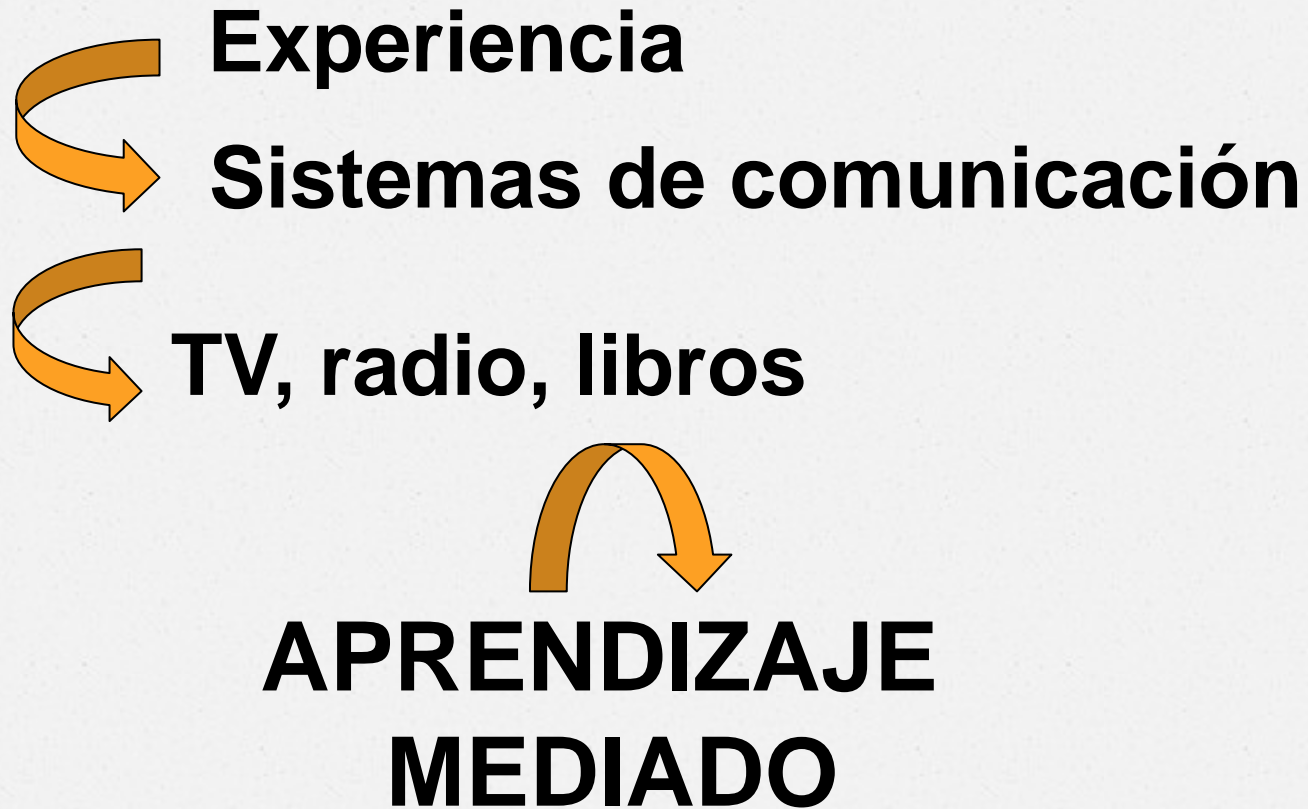 Experiencia
Sistemas de comunicación
TV, radio, libros
APRENDIZAJE
MEDIADO